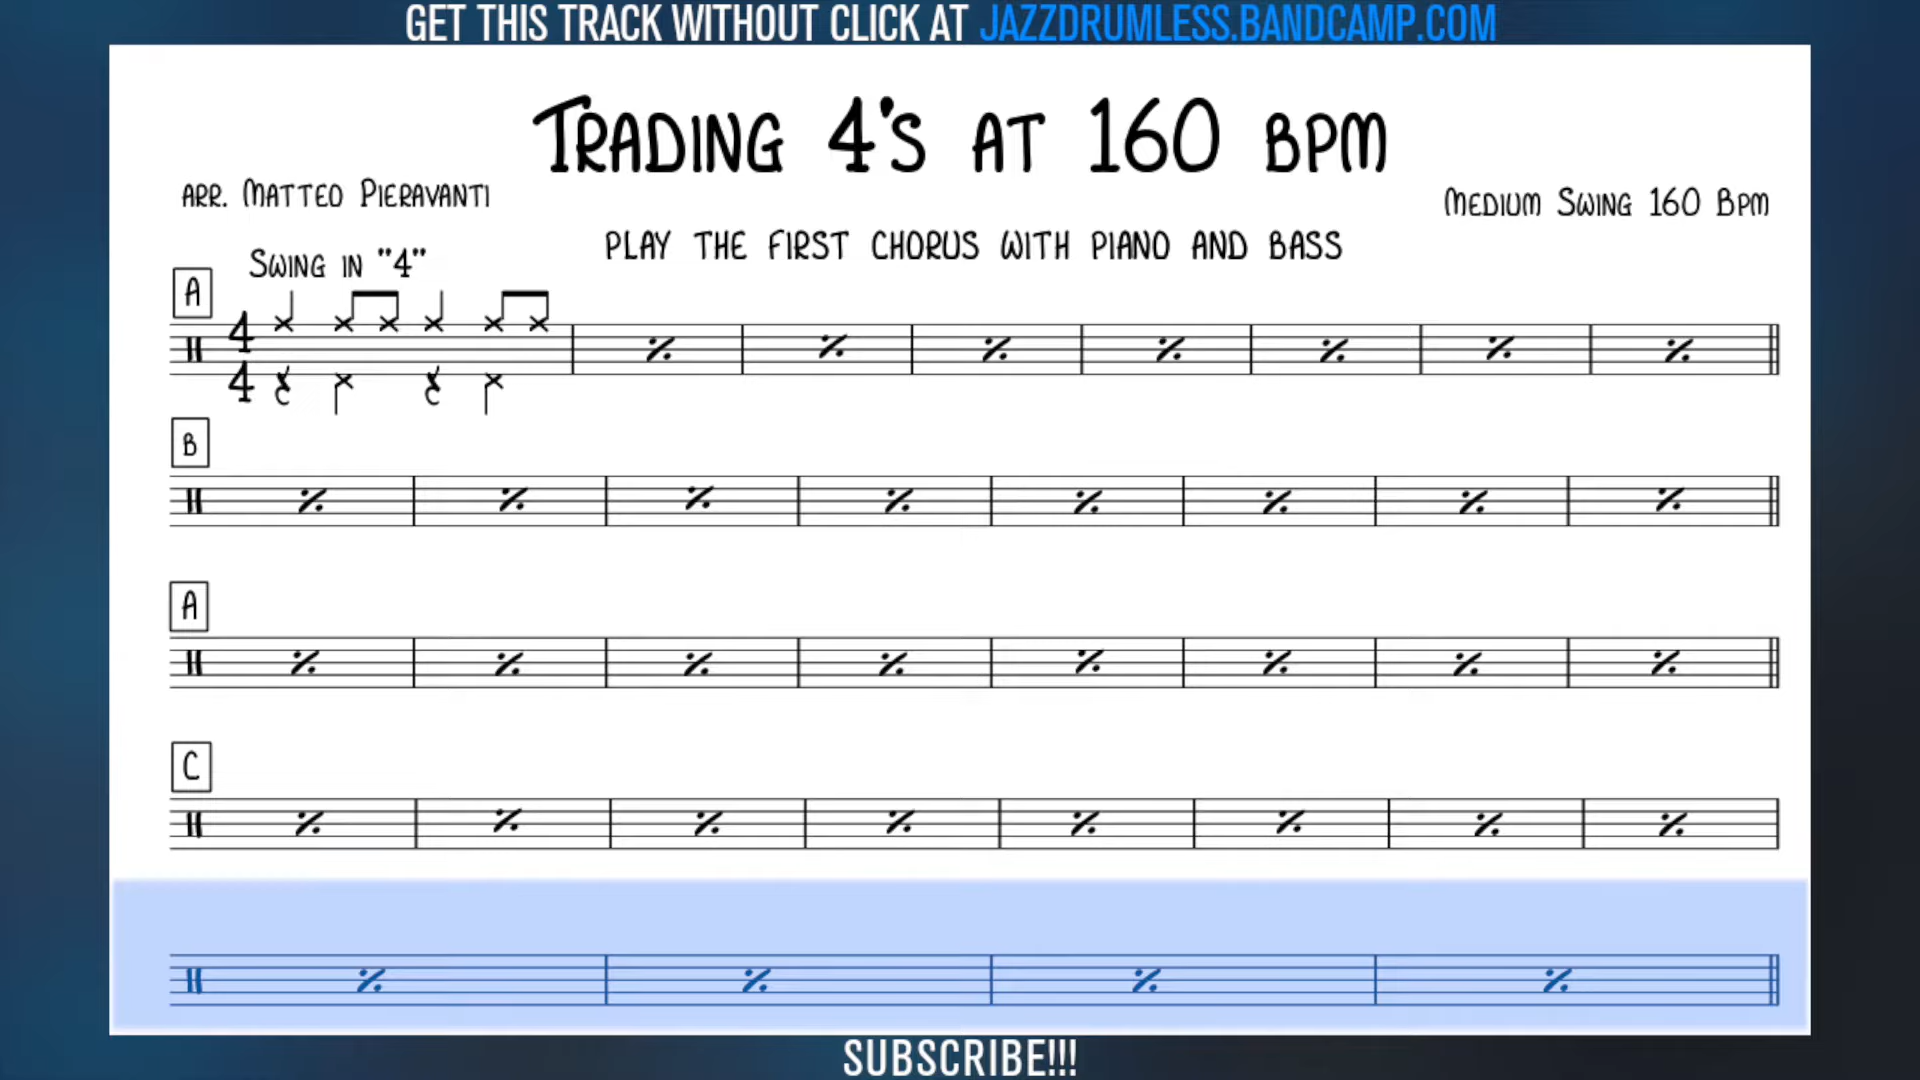 GET THIS TRACK WITHOUT CLICK AT JAZZDRUMLESS.BANDCAMP.COM
TRADING 4'S AT 160 BPM
ARR. MATTEO PIERAVANTI
MEDIUM SWING 160 BPM
PLAY THE FIRST CHORUS WITH PIANO AND BASS
SWING IN "4"
A
4
4
B
A
C
SUBSCRIBE!!!